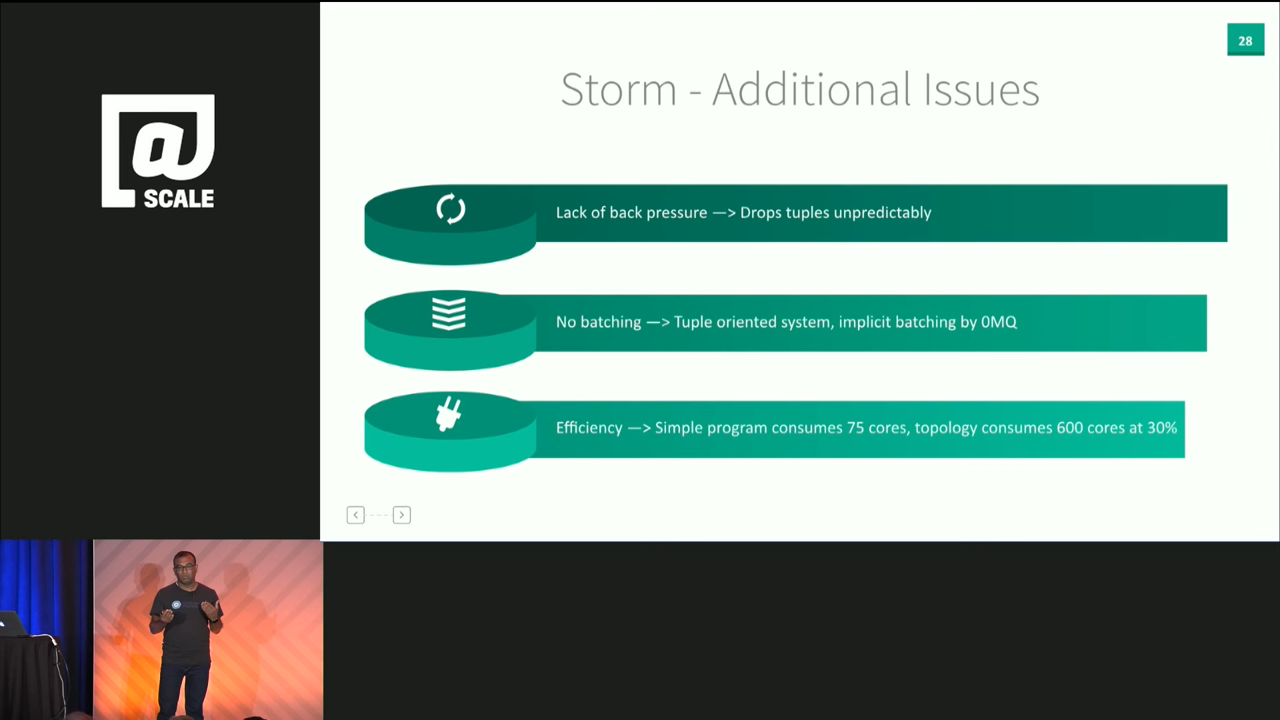 @
SCALE
28
Storm - Additional Issues
Lack of back pressure —> Drops tuples unpredictably
No batching —> Tuple oriented system, implicit batching by 0MQ
Efficiency —> Simple program consumes 75 cores, topology consumes 600 cores at 30%